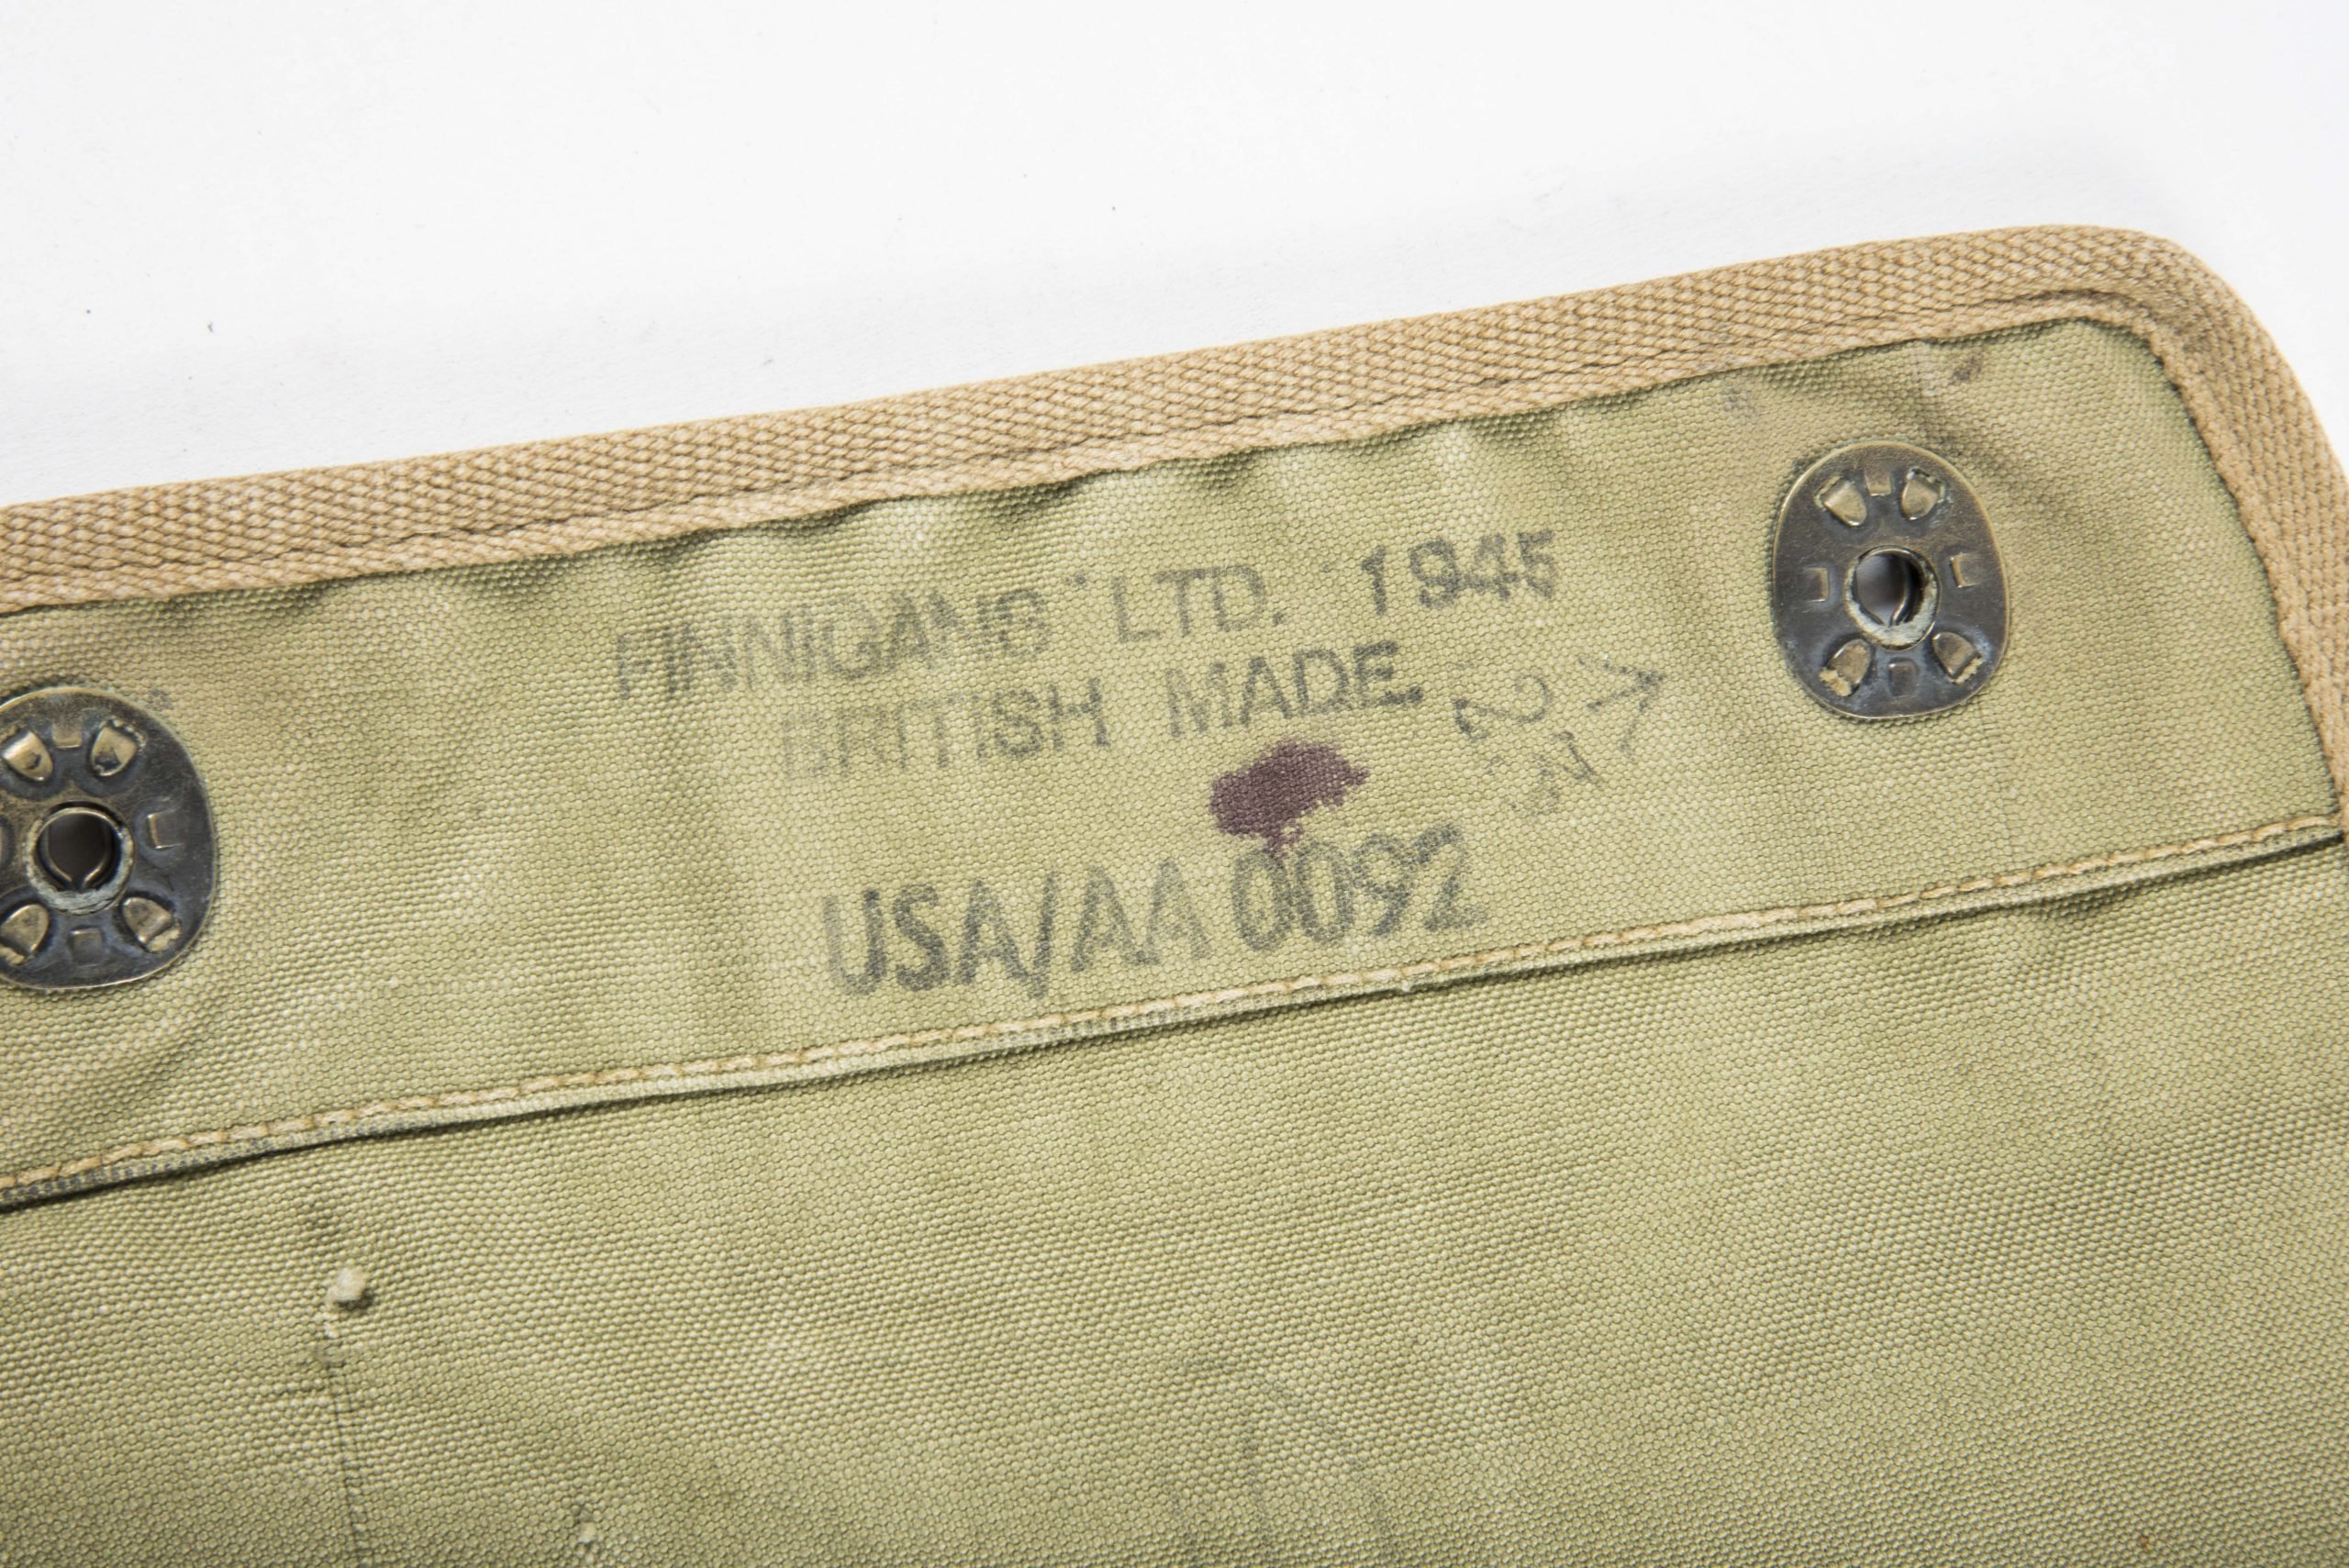 FINNIGANS LTD. 1945
BRITISH MADE.
USA/AA 0092